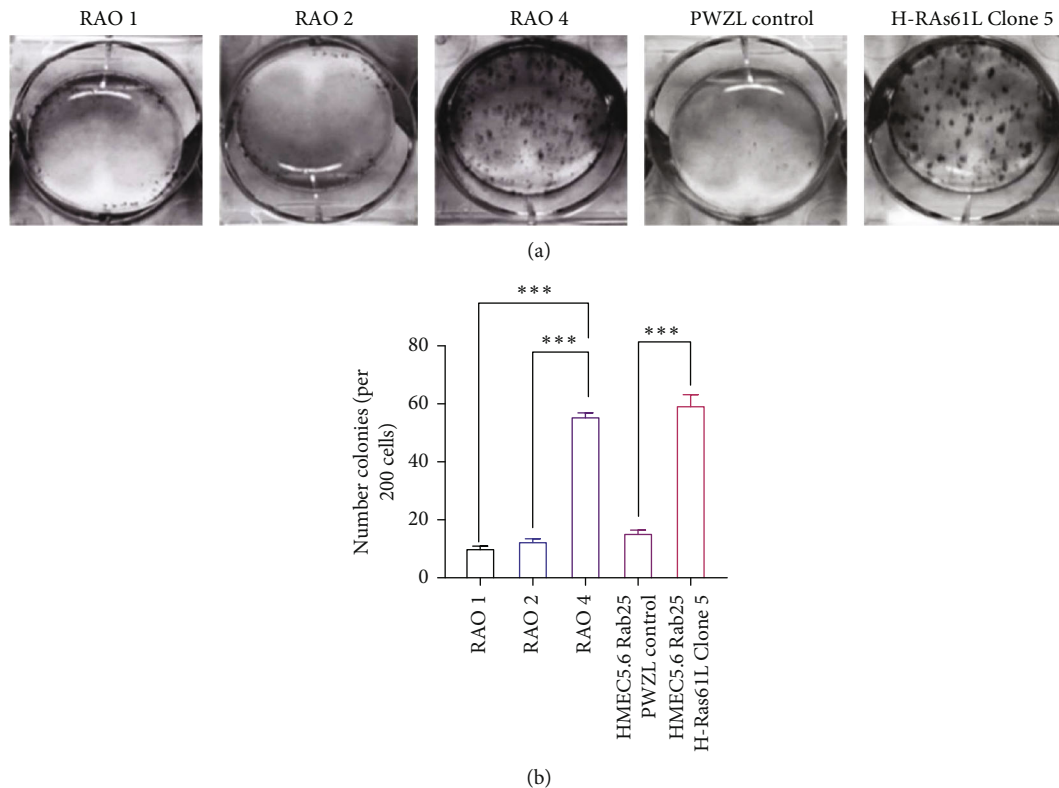 RAO 1
RAO 2
RAO 4
PWZL control
H-RAs61L Clone 5
(a)
***
***
***
Number colonies (per
200 cells)
80
60
40
20
0
RAO 1
RAO 2
RAO 4
HMEC5.6 Rab25
PWZL control
HMEC5.6 Rab25
H-Ras61L Clone 5
(b)